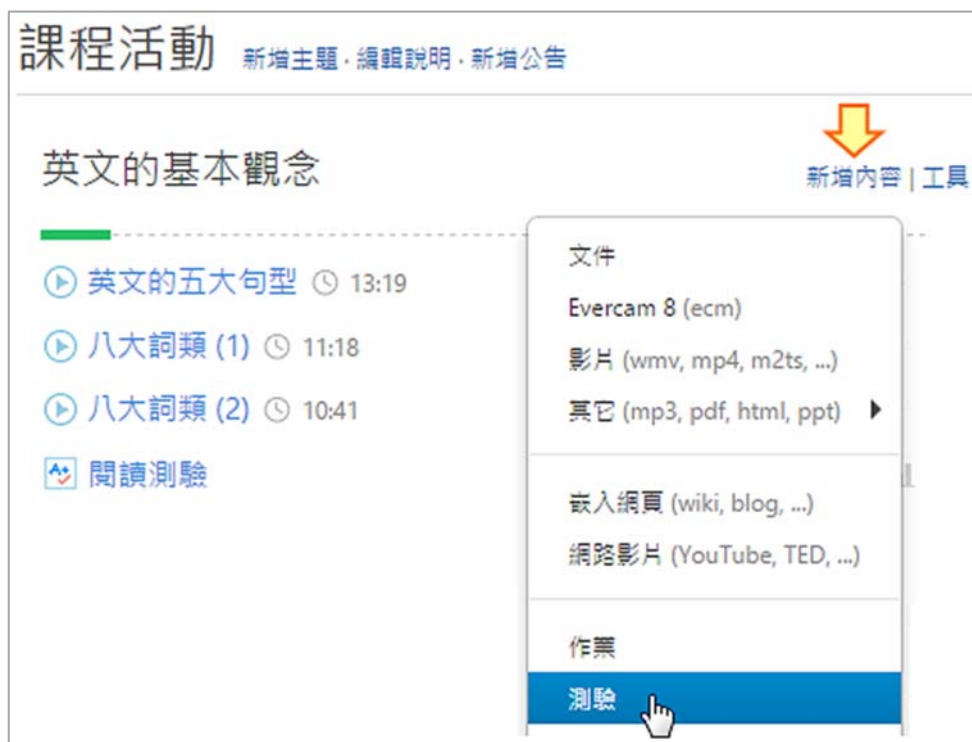 課程活動 新增主題 · 編輯說明 · 新增公告
英文的基本觀念
新增內容 | 工具
英文的五大句型 13:19
八大詞類 (1) 11:18
八大詞類 (2) 10:41
閱讀測驗
文件
Evercam 8 (ecm)
影片 (wmv, mp4, m2ts, ...)
其它 (mp3, pdf, html, ppt)
嵌入網頁 (wiki, blog, ...)
網路影片 (YouTube, TED, ...)
作業
測驗